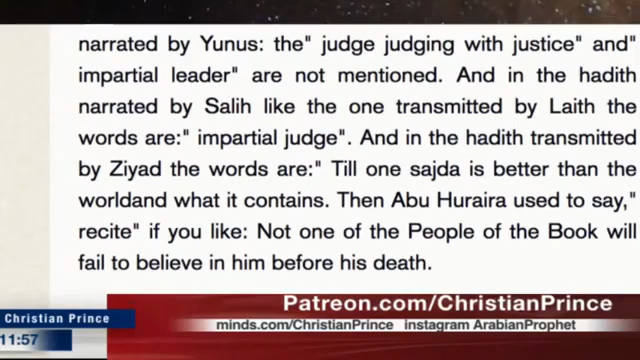 narrated by Yunus: the" judge judging with justice" and"
impartial leader" are not mentioned. And in the hadith
narrated by Salih like the one transmitted by Laith the
words are:" impartial judge". And in the hadith transmitted
by Ziyad the words are:" Till one sajda is better than the
worldand what it contains. Then Abu Huraira used to say,"
recite" if you like: Not one of the People of the Book will
fail to believe in him before his death.
Patreon.com/ChristianPrince
Christian Prince
minds.com/ChristianPrince instagram ArabianProphet
11:57